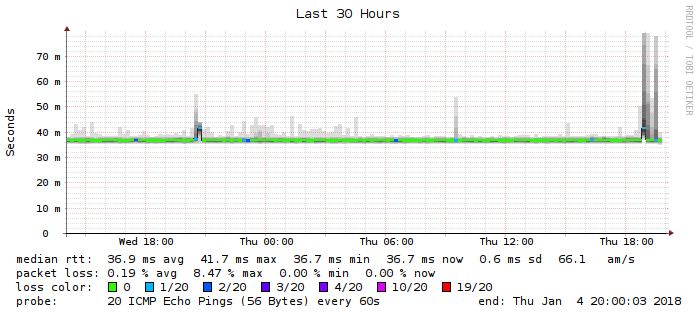 Last 30 Hours
RRDTOOL / TOBI OETIKER
Seconds
70 m
60 m
50 m
40 m
30 m
20 m
10 m
0
Wed 18:00 Thu 00:00 Thu 06:00 Thu 12:00 Thu 18:00
median rtt: 36.9 ms avg 41.7 ms max 36.7 ms min 36.7 ms now 0.6 ms sd 66.1 am/s
packet loss: 0.19 % avg 8.47 % max 0.00 % min 0.00 % now
loss color: 0 1/20 2/20 3/20 4/20 10/20 19/20
probe: 20 ICMP Echo Pings (56 Bytes) every 60s end: Thu Jan 4 20:00:03 2018